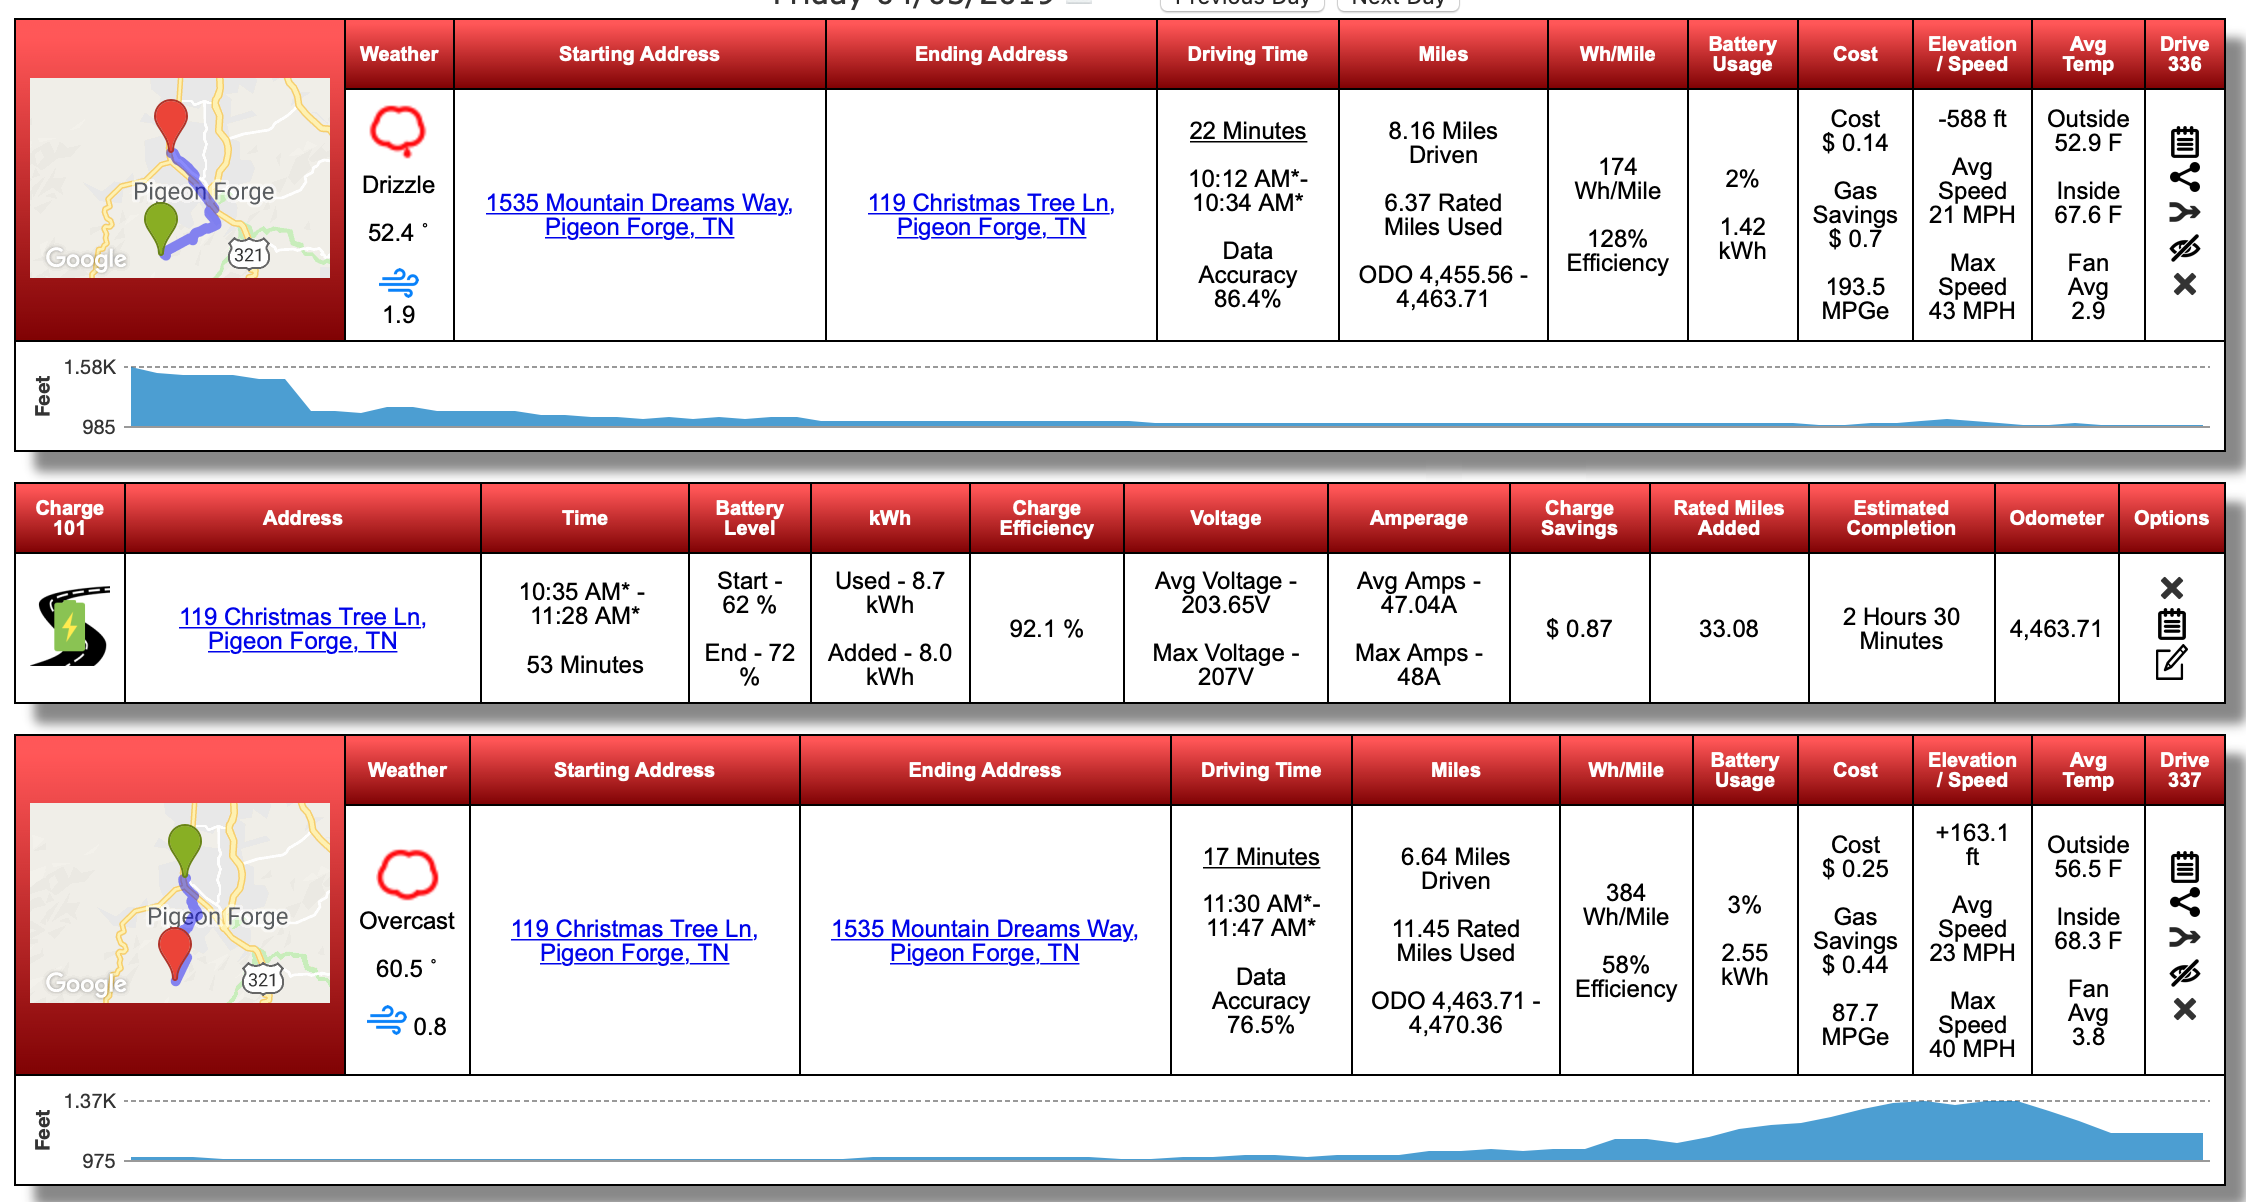 Friday 04/05/2019 Previous Day Next Day
Weather Starting Address Ending Address Driving Time Miles Wh/Mile Battery Usage Cost Elevation / Speed Avg Temp Drive 336
Pigeon Forge
321
Google
Drizzle
52.4 °
1.9
1535 Mountain Dreams Way,
Pigeon Forge, TN
119 Christmas Tree Ln,
Pigeon Forge, TN
22 Minutes
10:12 AM*-
10:34 AM*
Data
Accuracy
86.4%
8.16 Miles
Driven
6.37 Rated
Miles Used
ODO 4,455.56 -
4,463.71
174
Wh/Mile
128%
Efficiency
2%
1.42
kWh
Cost
$ 0.14
Gas
Savings
$ 0.7
193.5
MPGe
-588 ft
Avg
Speed
21 MPH
Max
Speed
43 MPH
Outside
52.9 F
Inside
67.6 F
Fan
Avg
2.9
Feet
1.58K
985
Charge 101 Address Time Battery Level kWh Charge Efficiency Voltage Amperage Charge Savings Rated Miles Added Estimated Completion Odometer Options
119 Christmas Tree Ln,
Pigeon Forge, TN
10:35 AM* -
11:28 AM*
53 Minutes
Start -
62 %
End - 72
%
Used - 8.7
kWh
Added - 8.0
kWh
92.1 %
Avg Voltage -
203.65V
Max Voltage -
207V
Avg Amps -
47.04A
Max Amps -
48A
$ 0.87
33.08
2 Hours 30
Minutes
4,463.71
Weather Starting Address Ending Address Driving Time Miles Wh/Mile Battery Usage Cost Elevation / Speed Avg Temp Drive 337
Pigeon Forge
321
Google
Overcast
60.5 °
0.8
119 Christmas Tree Ln,
Pigeon Forge, TN
1535 Mountain Dreams Way,
Pigeon Forge, TN
17 Minutes
11:30 AM*-
11:47 AM*
Data
Accuracy
76.5%
6.64 Miles
Driven
11.45 Rated
Miles Used
ODO 4,463.71 -
4,470.36
384
Wh/Mile
58%
Efficiency
3%
2.55
kWh
Cost
$ 0.25
Gas
Savings
$ 0.44
87.7
MPGe
+163.1
ft
Avg
Speed
23 MPH
Max
Speed
40 MPH
Outside
56.5 F
Inside
68.3 F
Fan
Avg
3.8
Feet
1.37K
975